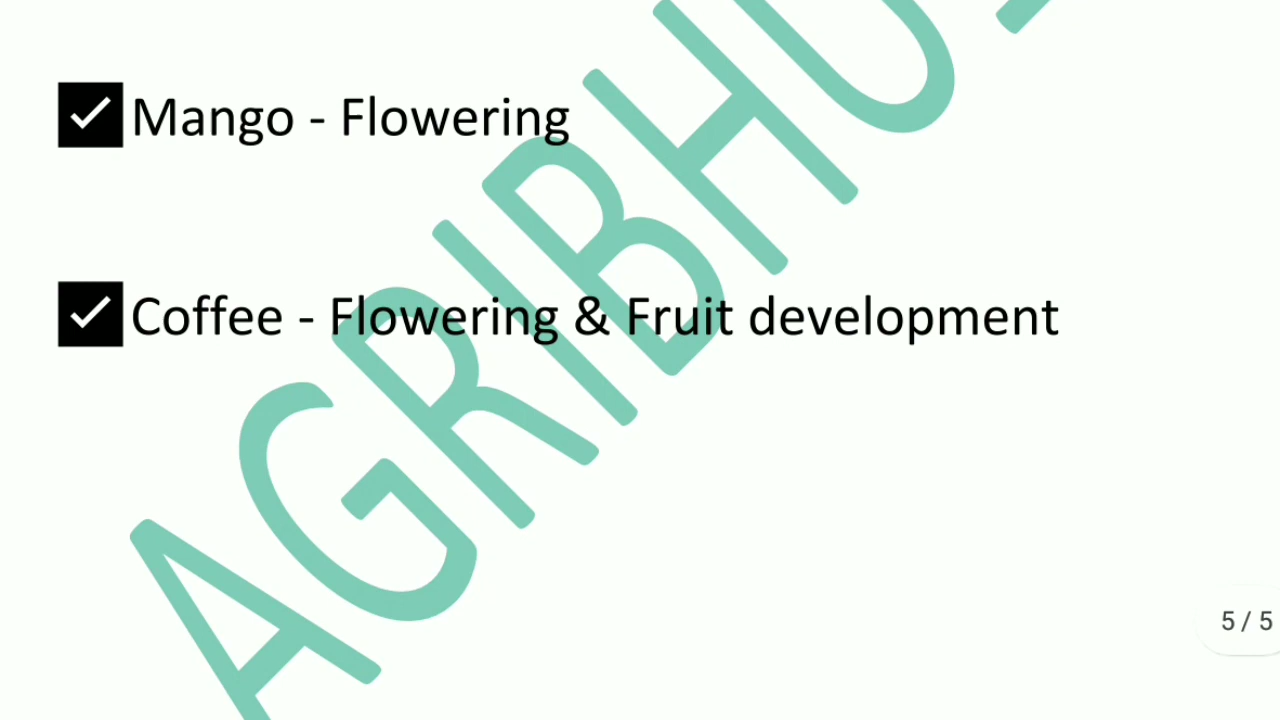 Mango - Flowering
Coffee - Flowering & Fruit development
AGRIBHU
5 / 5